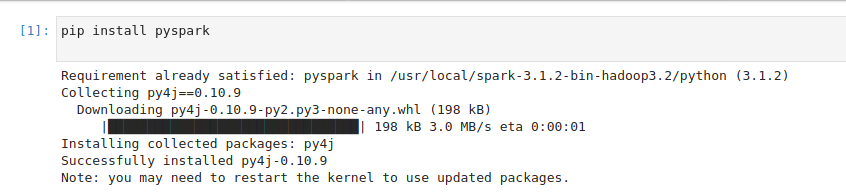 [1]: pip install pyspark
Requirement already satisfied: pyspark in /usr/local/spark-3.1.2-bin-hadoop3.2/python (3.1.2)
Collecting py4j==0.10.9
Downloading py4j-0.10.9-py2.py3-none-any.whl (198 kB)
|████████████████████████████████| 198 kB 3.0 MB/s eta 0:00:01
Installing collected packages: py4j
Successfully installed py4j-0.10.9
Note: you may need to restart the kernel to use updated packages.